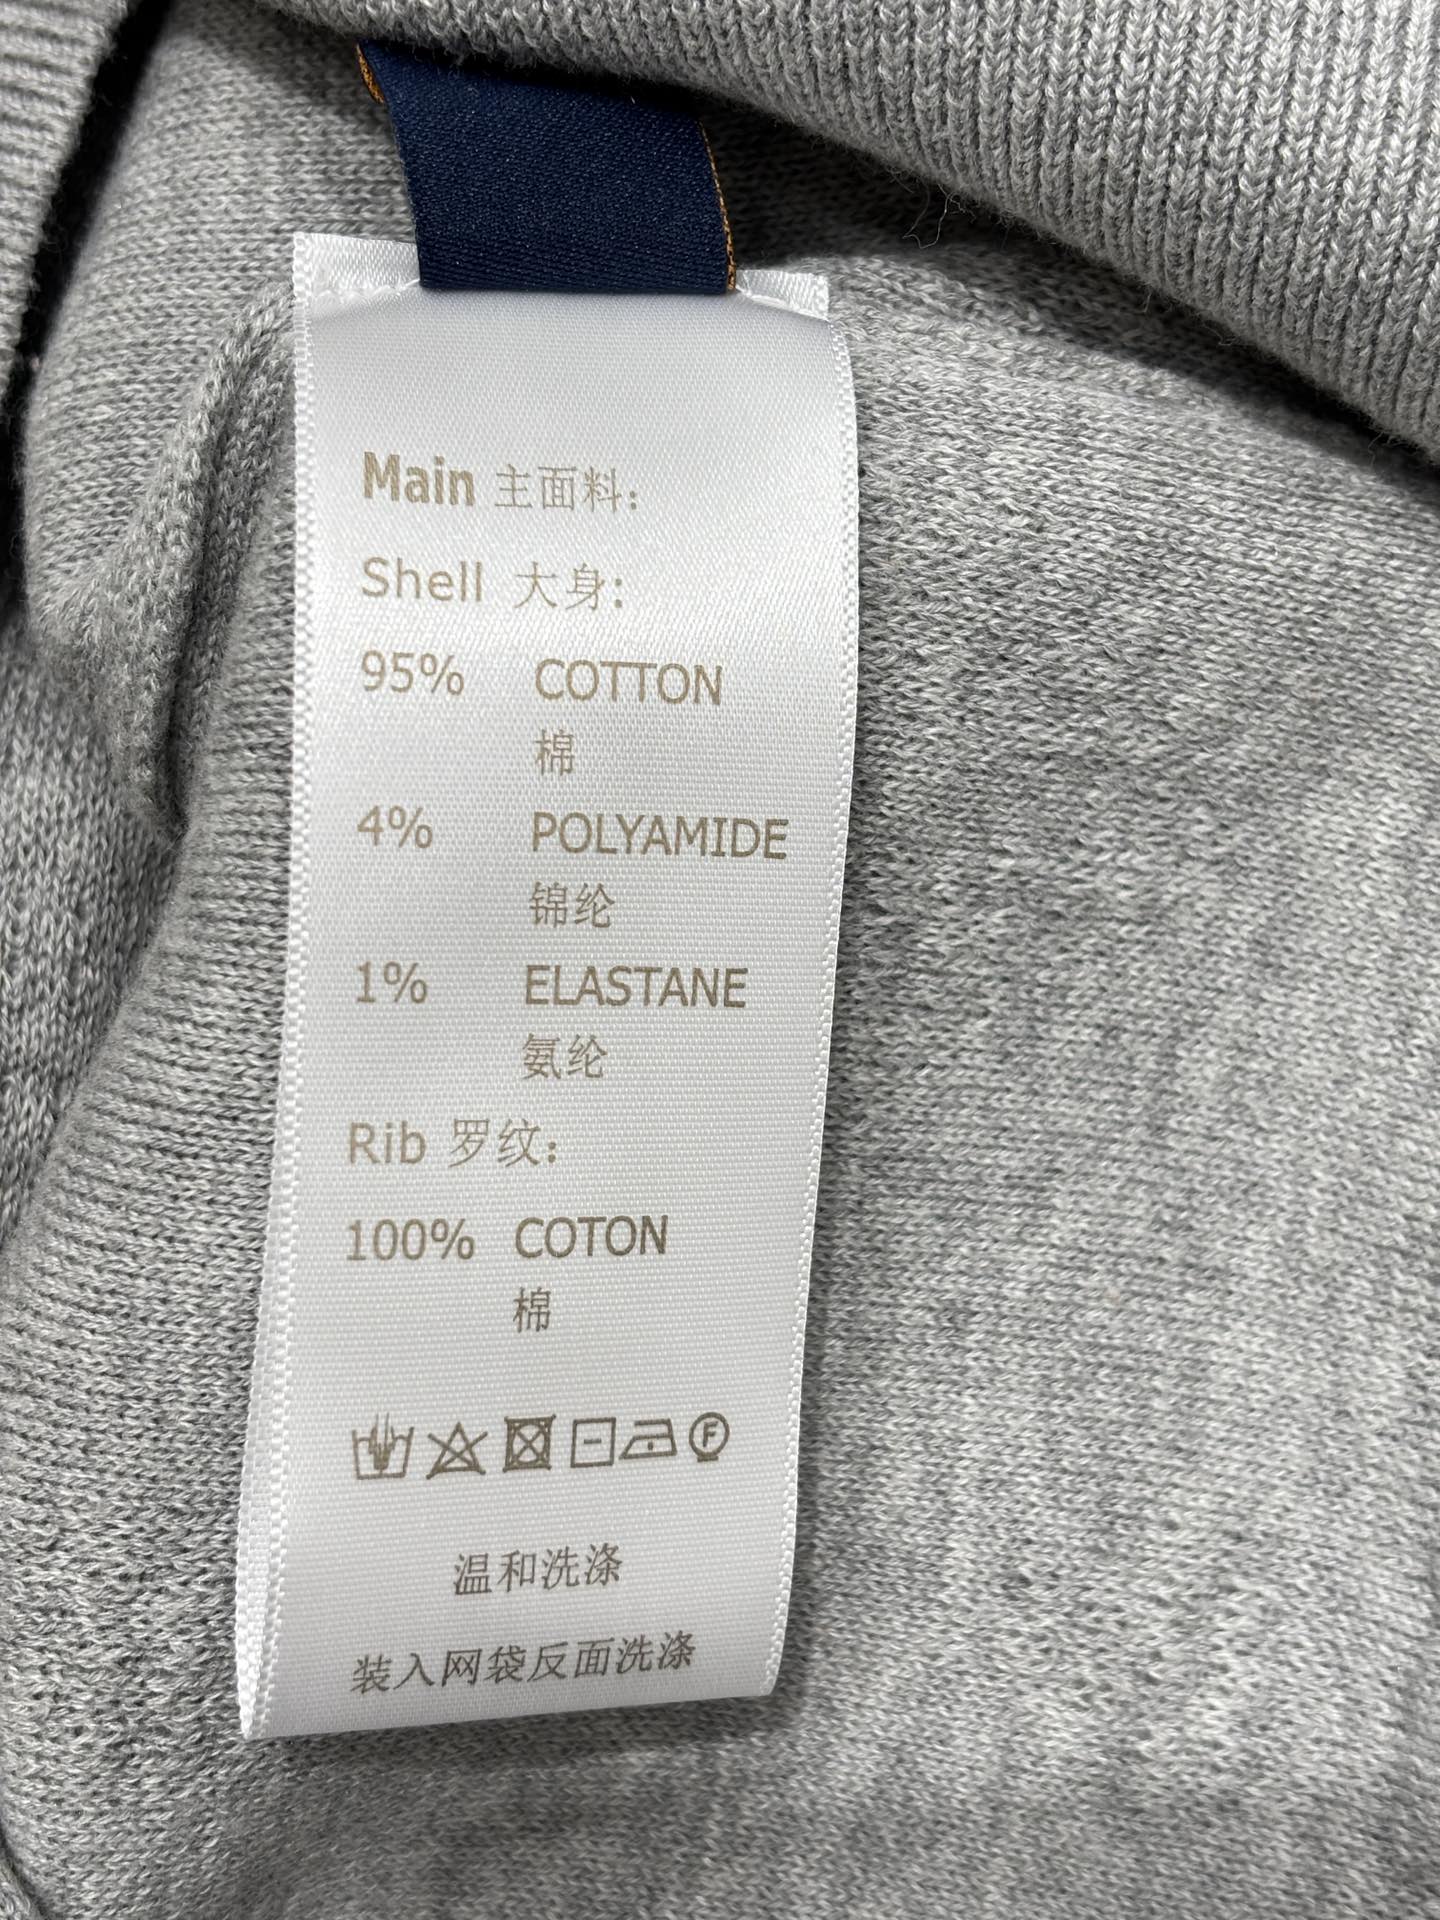 Main 主面料:
Shell 大身:
95% COTTON
棉
4% POLYAMIDE
锦纶
1% ELASTANE
氨纶
Rib 罗纹:
100% COTON
棉
F
温和洗涤
装入网袋反面洗涤